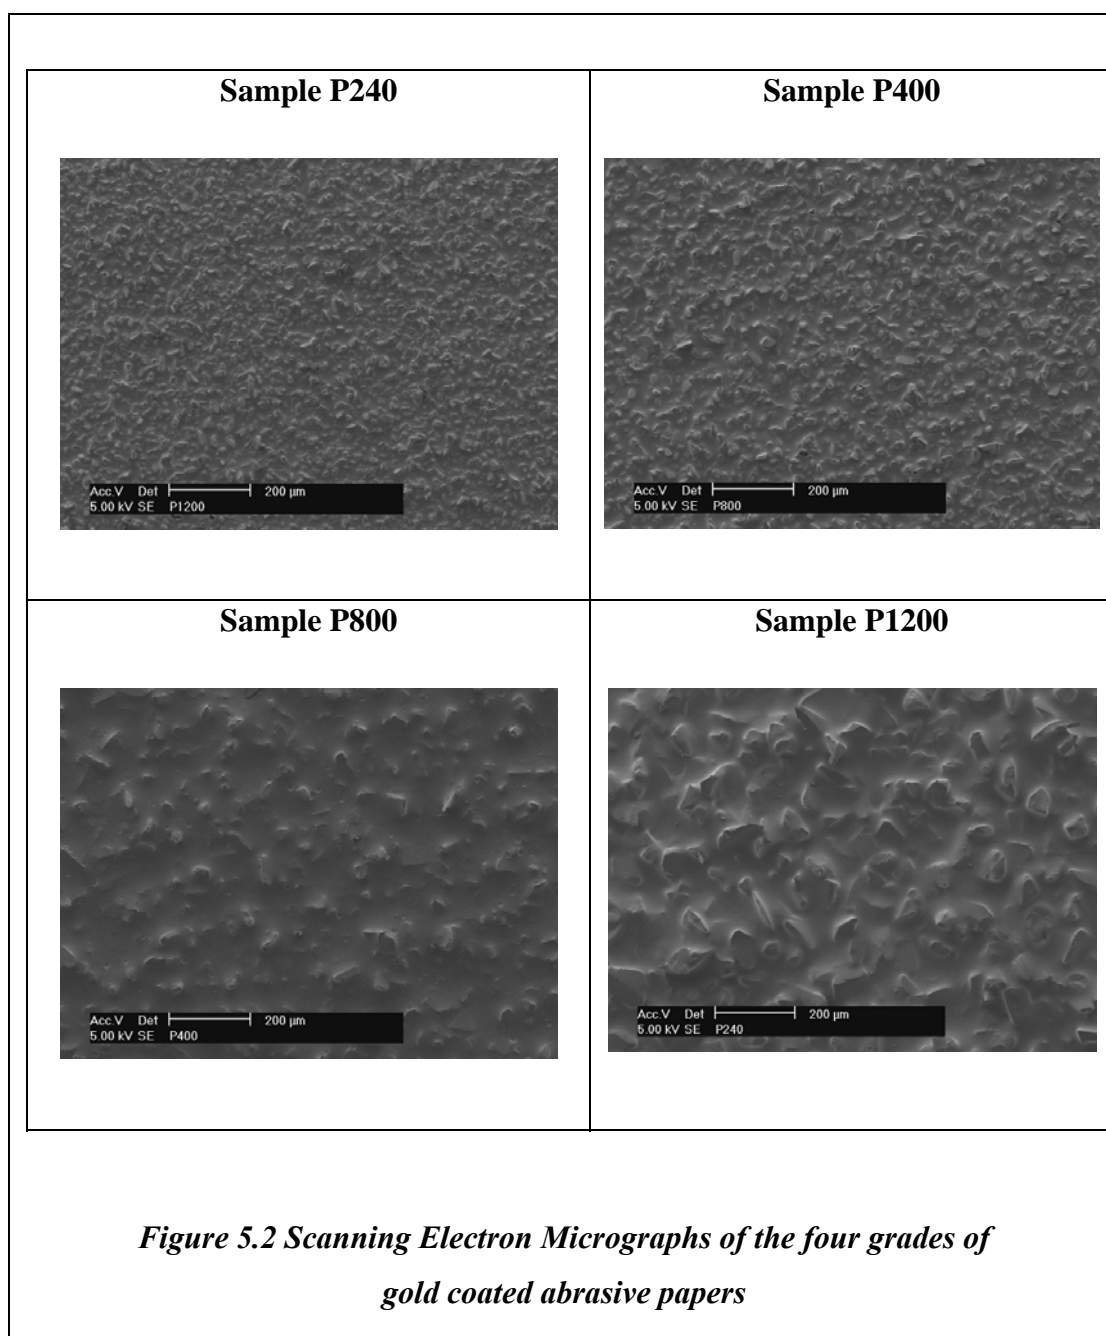 Sample P240
Sample P400
Acc.V Det 200 µm
5.00 kV SE P1200
Acc.V Det 200 µm
5.00 kV SE P800
Sample P800
Sample P1200
Acc.V Det 200 µm
5.00 kV SE P400
Acc.V Det 200 µm
5.00 kV SE P240
Figure 5.2 Scanning Electron Micrographs of the four grades of
gold coated abrasive papers